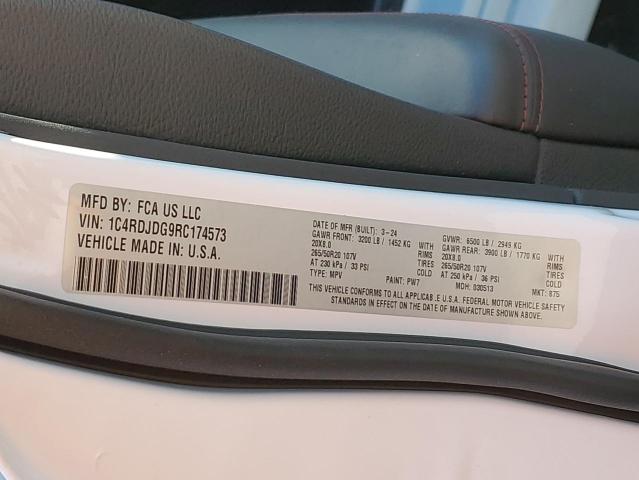 MFD BY: FCA US LLC
VIN: 1C4RDJDG9RC174573
VEHICLE MADE IN: U.S.A.
DATE OF MFR (BUILT): 3-24
GAWR FRONT: 3200 LB / 1452 KG WITH
20X8.0 RIMS
265/50R20 107V TIRES
AT 230 kPa / 33 PSI COLD
TYPE: MPV PAINT: PW7
GVWR: 6500 LB / 2949 KG
GAWR REAR: 3900 LB / 1770 KG WITH
20X8.0 RIMS
265/50R20 107V TIRES
AT 250 kPa / 36 PSI COLD
MDH: 030513 MKT: 875
THIS VEHICLE CONFORMS TO ALL APPLICABL.E U.S.A. FEDERAL MOTOR VEHICLE SAFETY
STANDARDS IN EFFECT ON THE DATE OF MANUFACTURE SHOWN ABOVE.